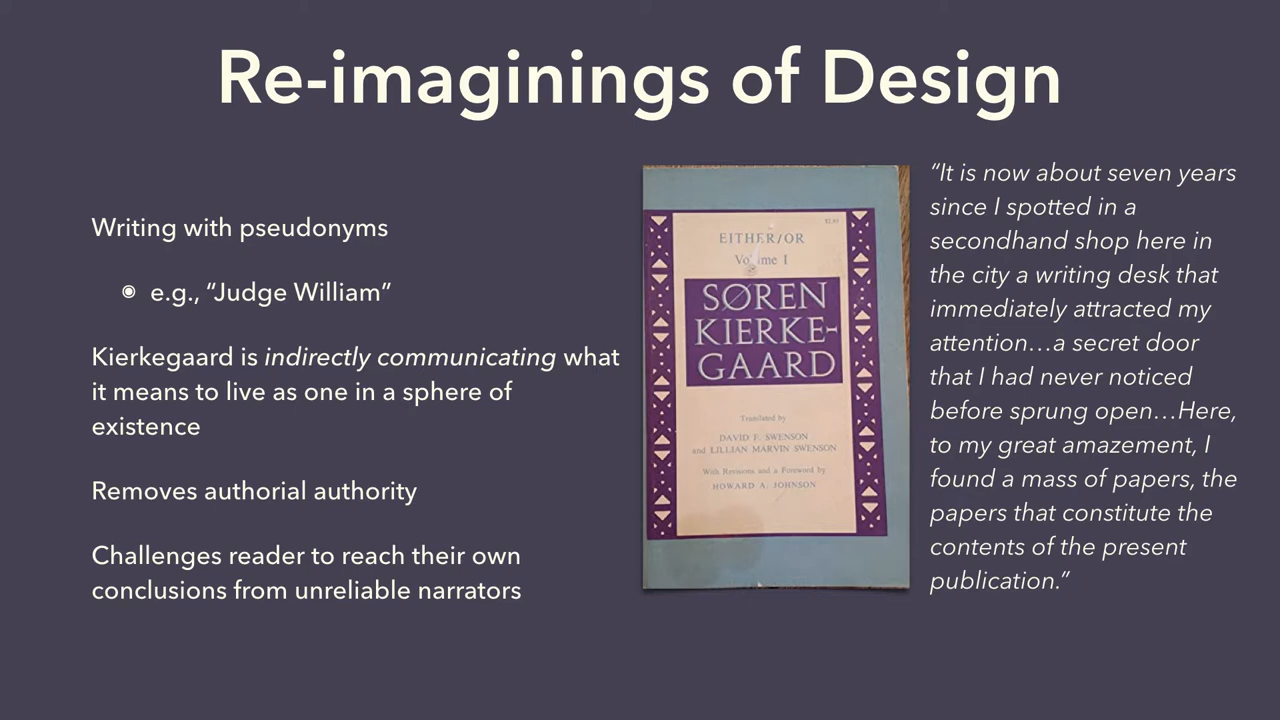 Re-imaginings of Design
Writing with pseudonyms
◉ e.g., “Judge William”
Kierkegaard is indirectly communicating what
it means to live as one in a sphere of
existence
Removes authorial authority
Challenges reader to reach their own
conclusions from unreliable narrators
EITHER/OR
Volume I
SØREN
KIERKE-
GAARD
Translated by
DAVID F. SWENSON
and LILLIAN MARVIN SWENSON
With Revisions and a Foreword by
HOWARD A. JOHNSON
“It is now about seven years
since I spotted in a
secondhand shop here in
the city a writing desk that
immediately attracted my
attention…a secret door
that I had never noticed
before sprung open…Here,
to my great amazement, I
found a mass of papers, the
papers that constitute the
contents of the present
publication.”